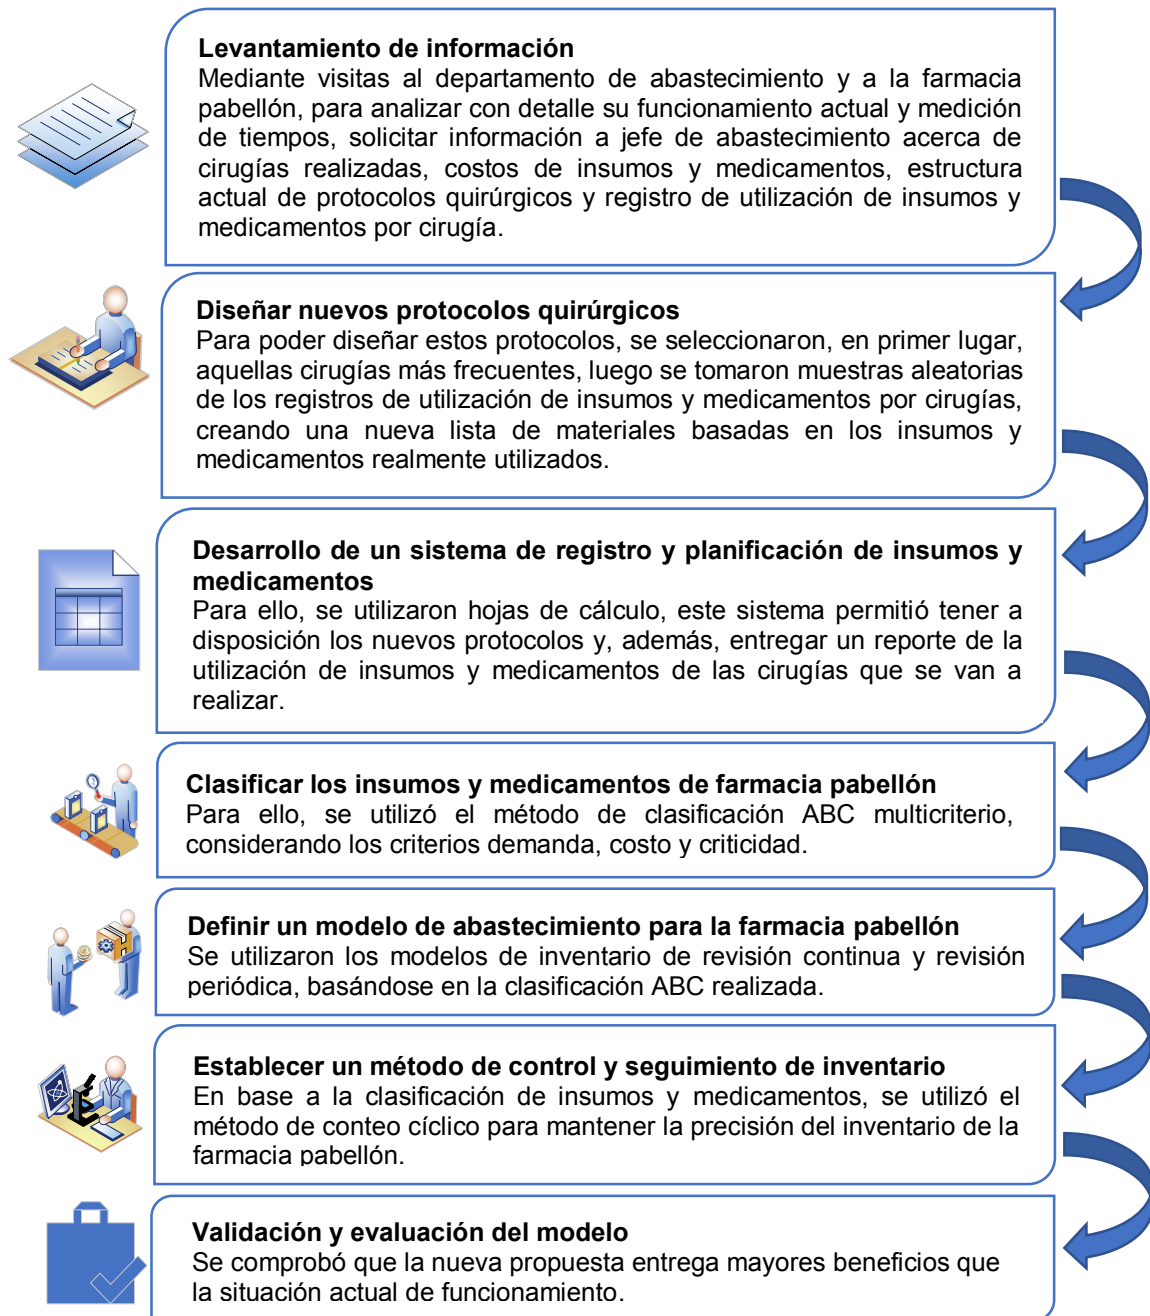 Levantamiento de información
Mediante visitas al departamento de abastecimiento y a la farmacia
pabellón, para analizar con detalle su funcionamiento actual y medición
de tiempos, solicitar información a jefe de abastecimiento acerca de
cirugías realizadas, costos de insumos y medicamentos, estructura
actual de protocolos quirúrgicos y registro de utilización de insumos y
medicamentos por cirugía.
Diseñar nuevos protocolos quirúrgicos
Para poder diseñar estos protocolos, se seleccionaron, en primer lugar,
aquellas cirugías más frecuentes, luego se tomaron muestras aleatorias
de los registros de utilización de insumos y medicamentos por cirugías,
creando una nueva lista de materiales basadas en los insumos y
medicamentos realmente utilizados.
Desarrollo de un sistema de registro y planificación de insumos y
medicamentos
Para ello, se utilizaron hojas de cálculo, este sistema permitió tener a
disposición los nuevos protocolos y, además, entregar un reporte de la
utilización de insumos y medicamentos de las cirugías que se van a
realizar.
Clasificar los insumos y medicamentos de farmacia pabellón
Para ello, se utilizó el método de clasificación ABC multicriterio,
considerando los criterios demanda, costo y criticidad.
Definir un modelo de abastecimiento para la farmacia pabellón
Se utilizaron los modelos de inventario de revisión continua y revisión
periódica, basándose en la clasificación ABC realizada.
Establecer un método de control y seguimiento de inventario
En base a la clasificación de insumos y medicamentos, se utilizó el
método de conteo cíclico para mantener la precisión del inventario de la
farmacia pabellón.
Validación y evaluación del modelo
Se comprobó que la nueva propuesta entrega mayores beneficios que
la situación actual de funcionamiento.